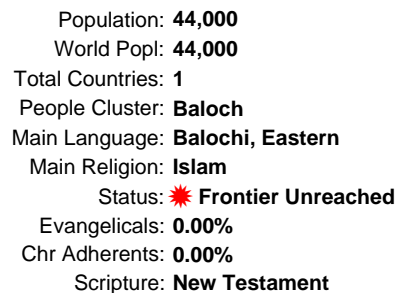 Population: 44,000
World Popl: 44,000
Total Countries: 1
People Cluster: Baloch
Main Language: Balochi, Eastern
Main Religion: Islam
Status: Frontier Unreached
Evangelicals: 0.00%
Chr Adherents: 0.00%
Scripture: New Testament